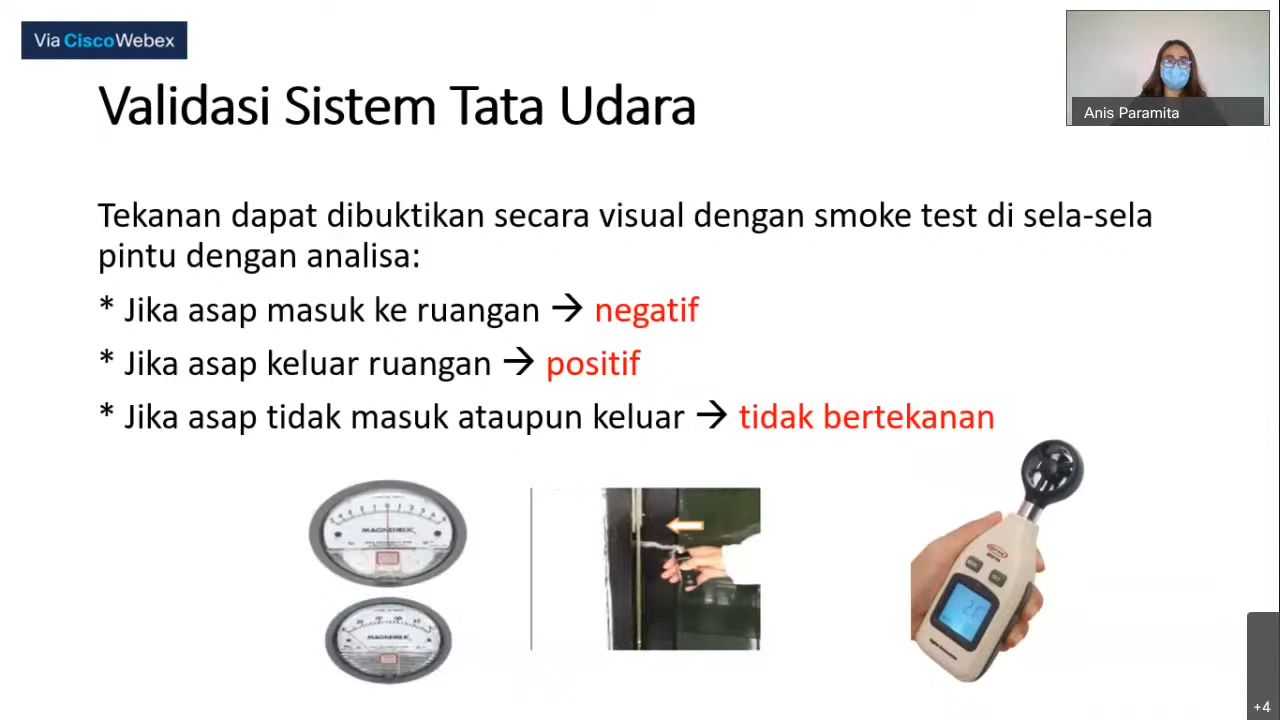 Via CiscoWebex
Anis Paramita
Validasi Sistem Tata Udara
Tekanan dapat dibuktikan secara visual dengan smoke test di sela-sela
pintu dengan analisa:
* Jika asap masuk ke ruangan → negatif
* Jika asap keluar ruangan → positif
* Jika asap tidak masuk ataupun keluar → tidak bertekanan
MAGNEHELIC
MAGNEHELIC
+4